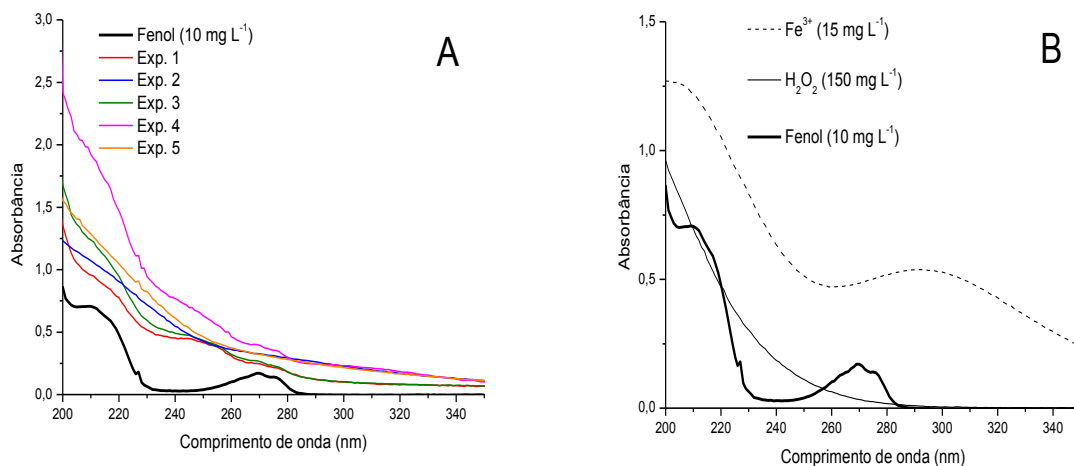 A
3,0
2,5
2,0
1,5
1,0
0,5
0,0
Absorbância
Fenol (10 mg L⁻¹)
Exp. 1
Exp. 2
Exp. 3
Exp. 4
Exp. 5
200 220 240 260 280 300 320 340
Comprimento de onda (nm)
B
1,5
1,0
0,5
0,0
Absorbância
Fe³⁺ (15 mg L⁻¹)
H₂O₂ (150 mg L⁻¹)
Fenol (10 mg L⁻¹)
200 220 240 260 280 300 320 340
Comprimento de onda (nm)